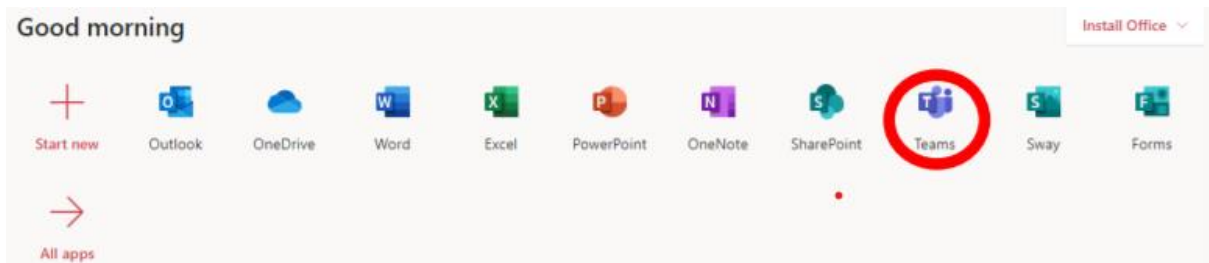 Good morning
Install Office
Start new
Outlook
OneDrive
Word
Excel
PowerPoint
OneNote
SharePoint
Teams
Sway
Forms
All apps